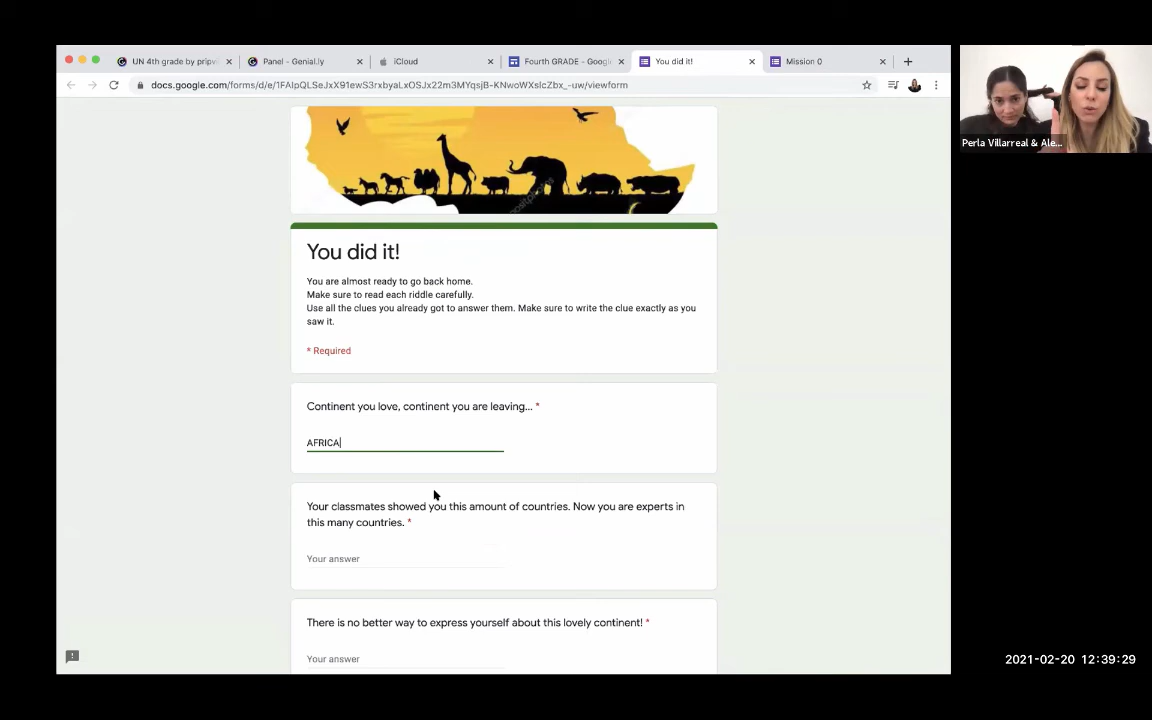 UN 4th grade by pripv
Panel - Genial.ly
iCloud
Fourth GRADE - Googl
You did it!
Mission 0
docs.google.com/forms/d/e/1FAIpQLSeJxX91ewS3rxbyaLxOSJx22m3MYqsjB-KNwoWXslcZbx_-uw/viewform
Perla Villarreal & Ale...
You did it!
You are almost ready to go back home.
Make sure to read each riddle carefully.
Use all the clues you already got to answer them. Make sure to write the clue exactly as you
saw it.
* Required
Continent you love, continent you are leaving... *
AFRICA
Your classmates showed you this amount of countries. Now you are experts in
this many countries. *
Your answer
There is no better way to express yourself about this lovely continent! *
Your answer
2021-02-20 12:39:29